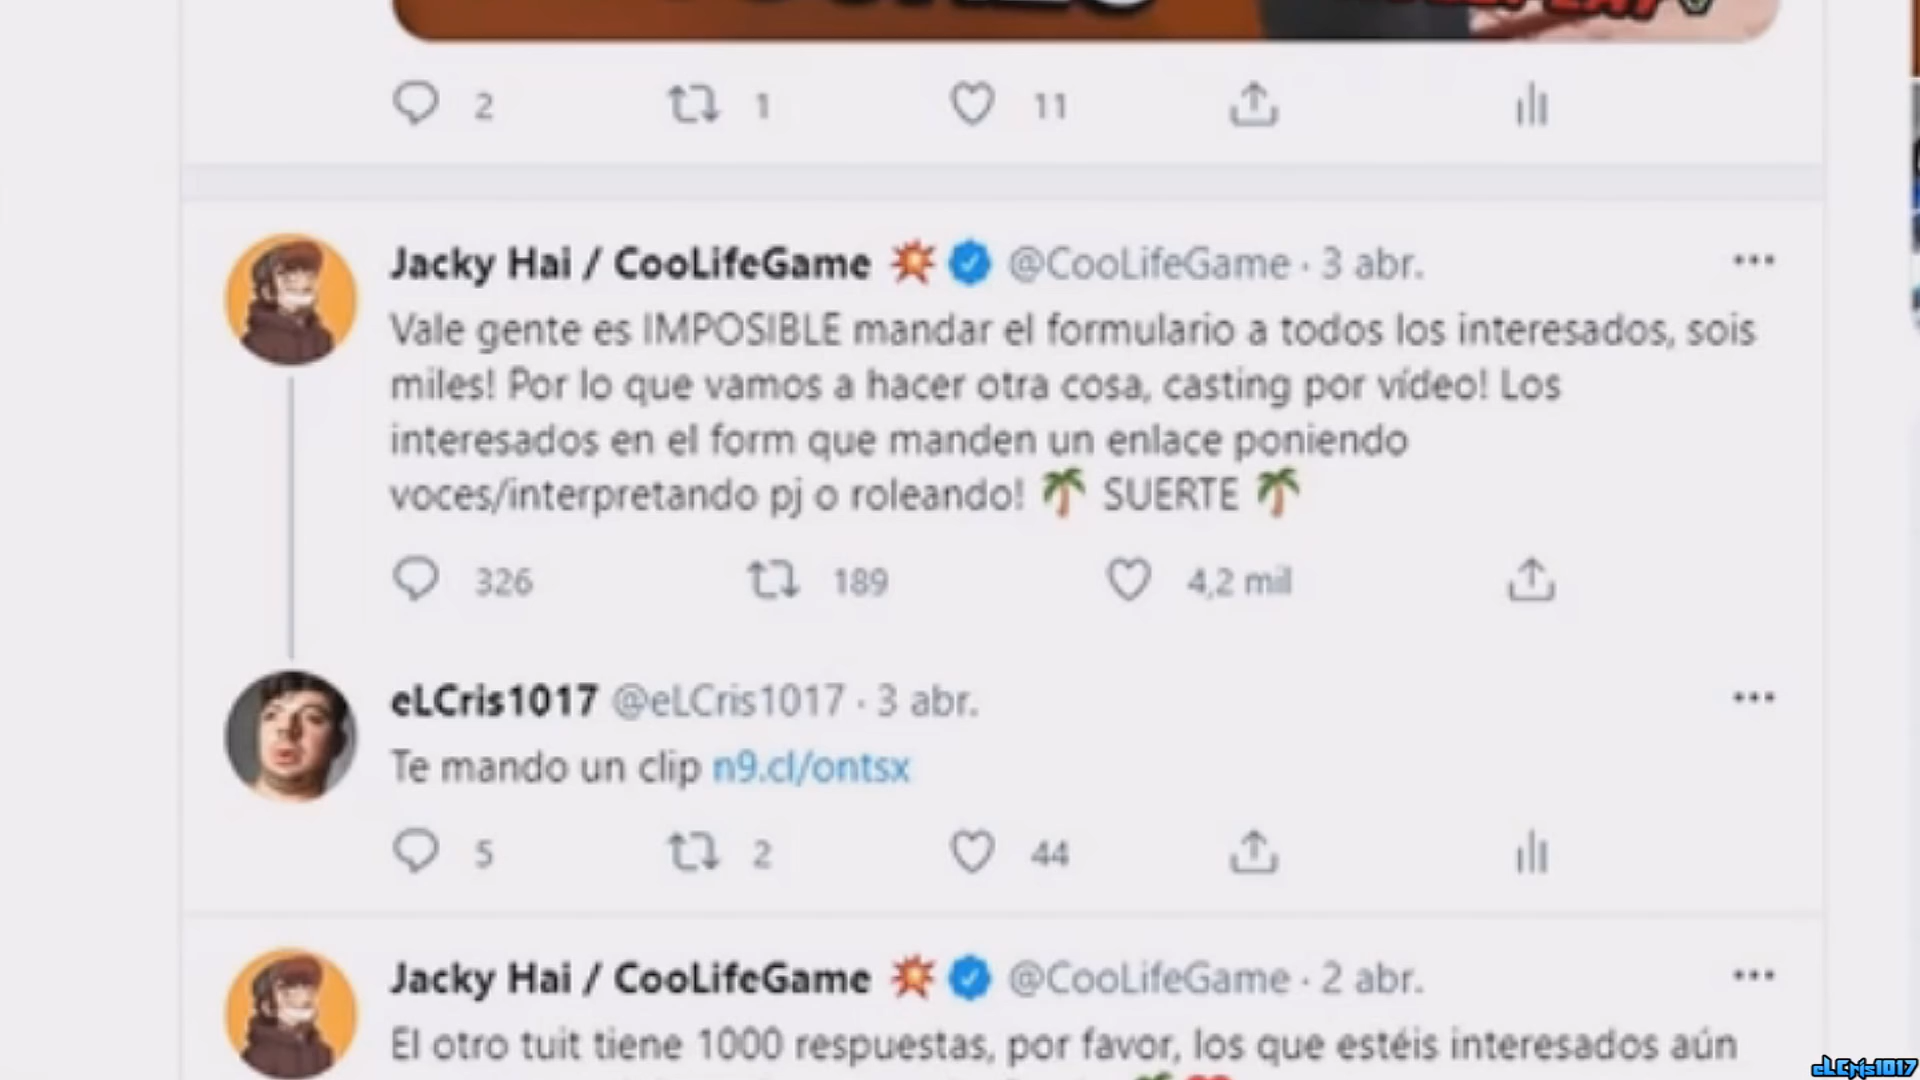 2 1 11
Jacky Hai / CooLifeGame 💥 @CooLifeGame · 3 abr.
Vale gente es IMPOSIBLE mandar el formulario a todos los interesados, sois
miles! Por lo que vamos a hacer otra cosa, casting por vídeo! Los
interesados en el form que manden un enlace poniendo
voces/interpretando pj o roleando! 🌴 SUERTE 🌴
326 189 4,2 mil
eLCris1017 @eLCris1017 · 3 abr.
Te mando un clip n9.cl/ontsx
5 2 44
Jacky Hai / CooLifeGame 💥 @CooLifeGame · 2 abr.
El otro tuit tiene 1000 respuestas, por favor, los que estéis interesados aún
eLCris1017